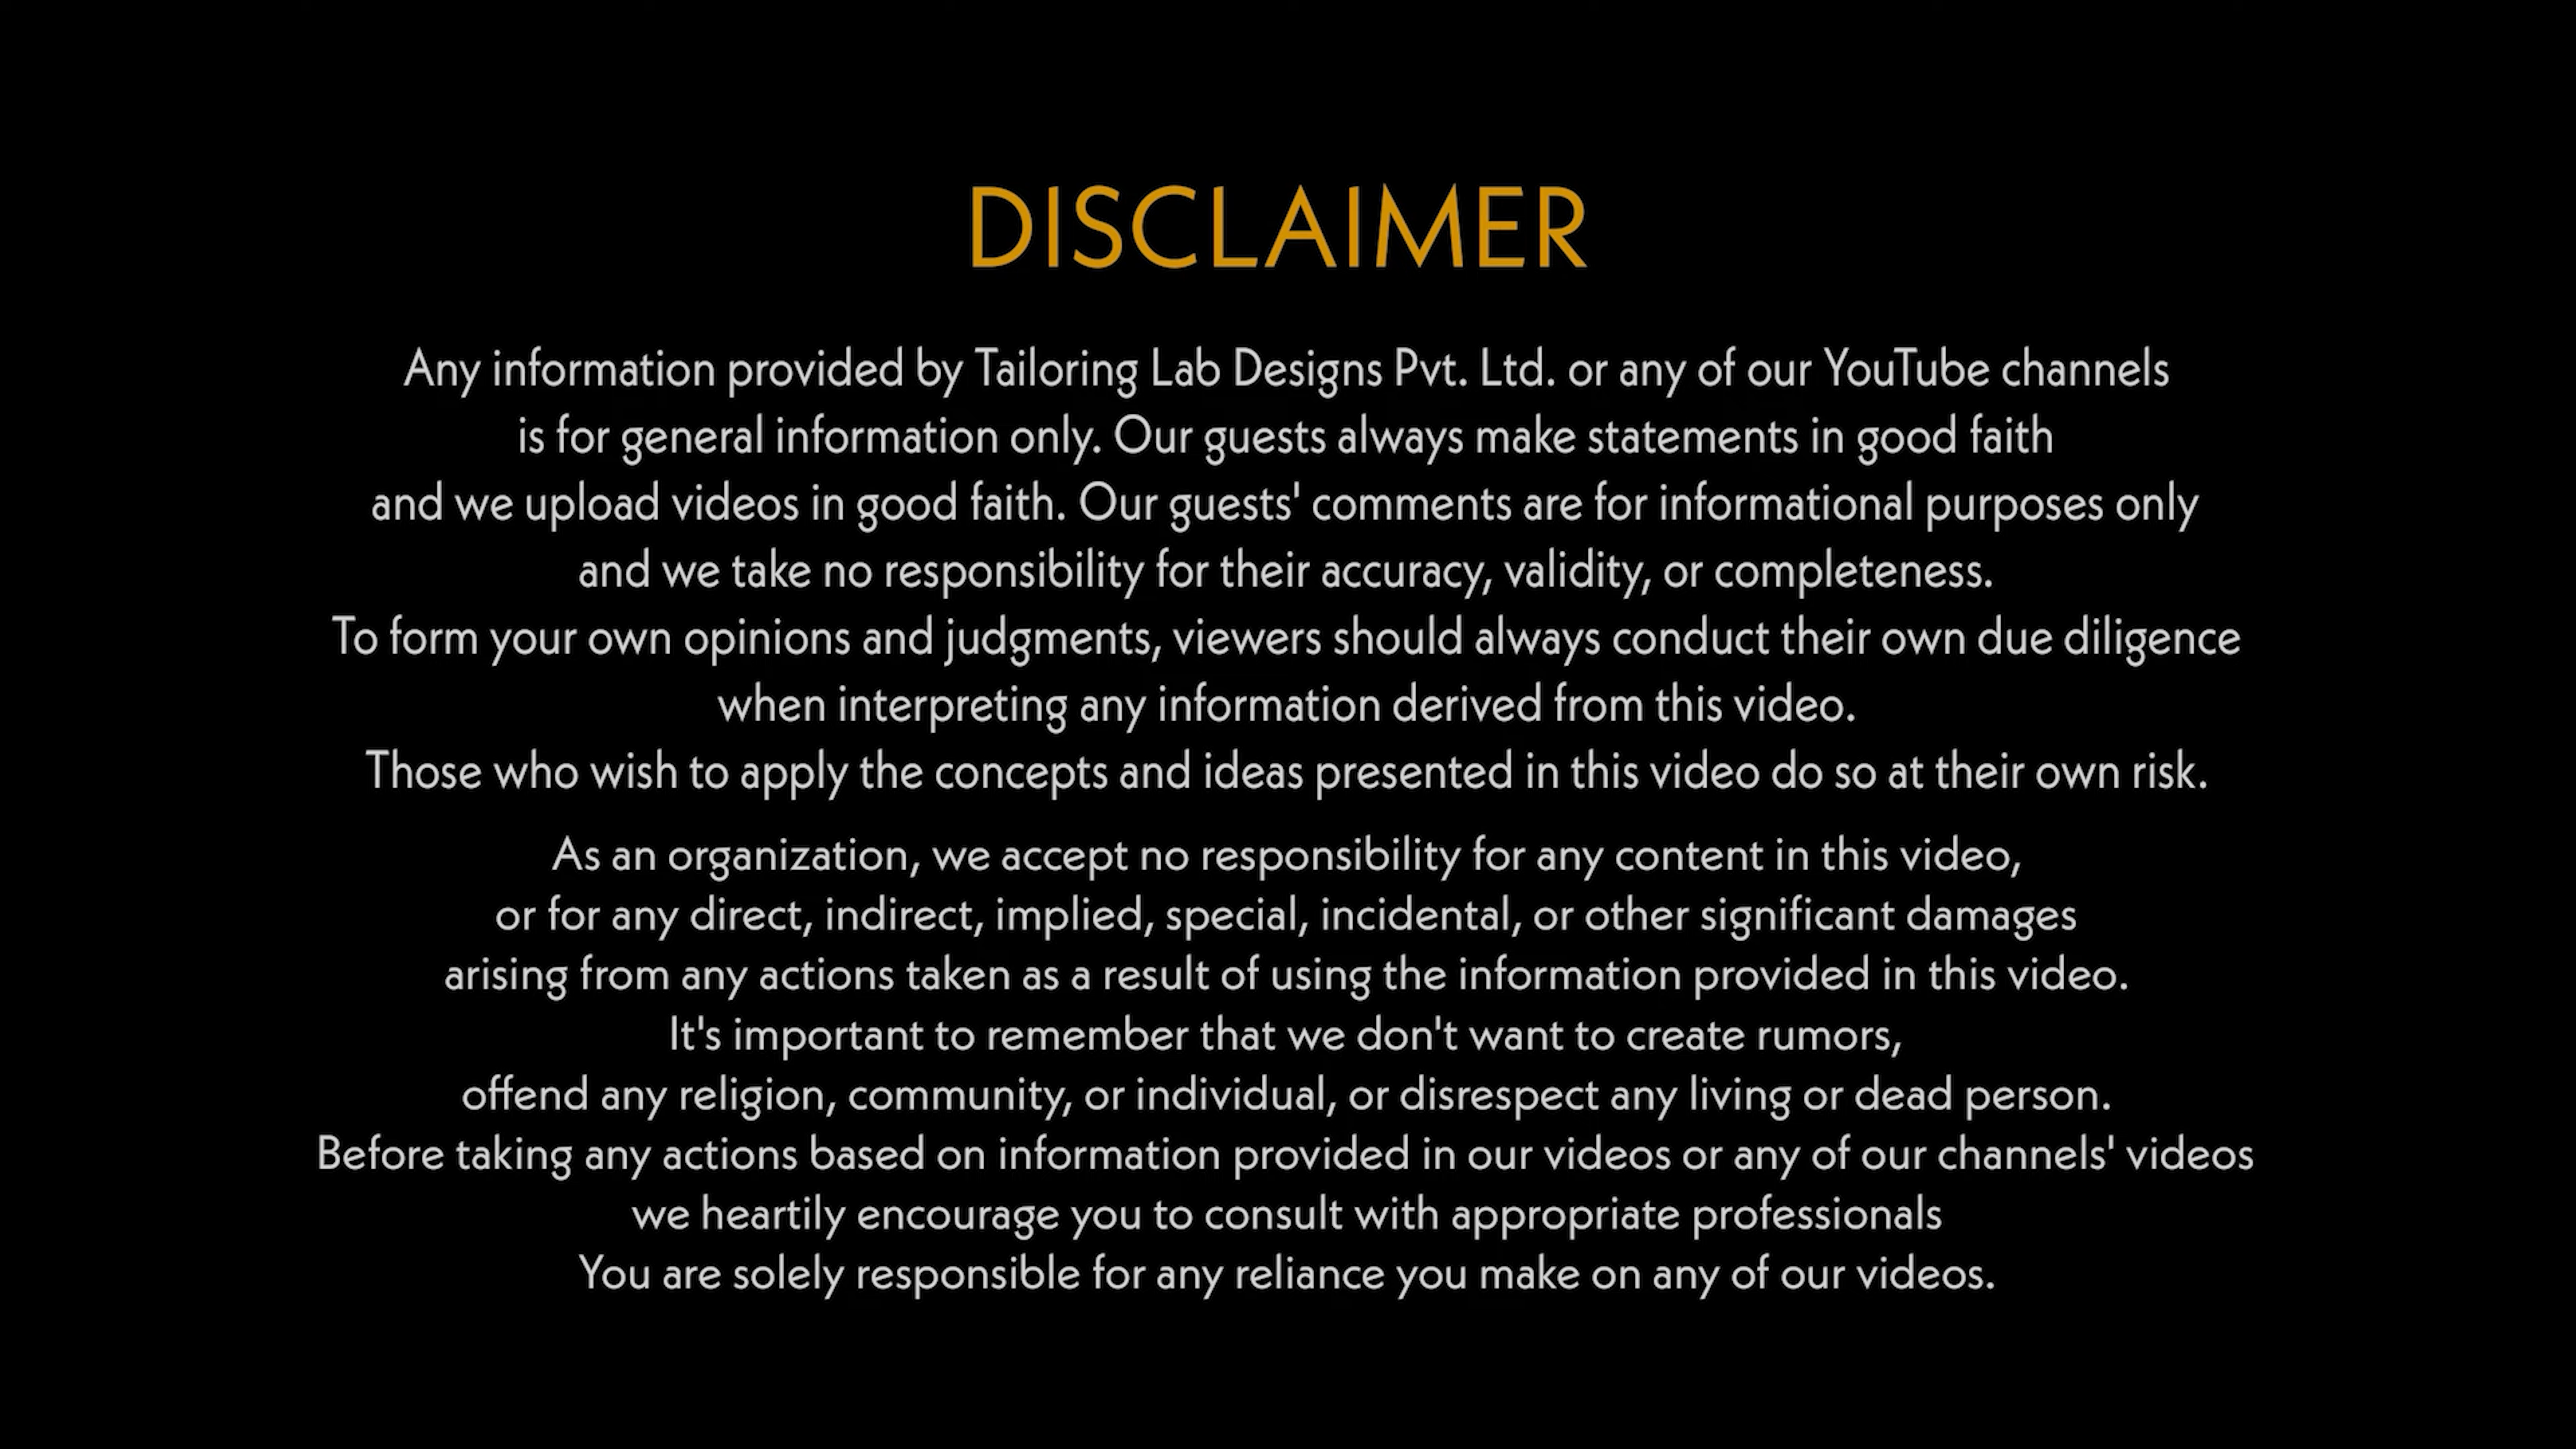 DISCLAIMER
Any information provided by Tailoring Lab Designs Pvt. Ltd. or any of our YouTube channels
is for general information only. Our guests always make statements in good faith
and we upload videos in good faith. Our guests' comments are for informational purposes only
and we take no responsibility for their accuracy, validity, or completeness.
To form your own opinions and judgments, viewers should always conduct their own due diligence
when interpreting any information derived from this video.
Those who wish to apply the concepts and ideas presented in this video do so at their own risk.
As an organization, we accept no responsibility for any content in this video,
or for any direct, indirect, implied, special, incidental, or other significant damages
arising from any actions taken as a result of using the information provided in this video.
It's important to remember that we don't want to create rumors,
offend any religion, community, or individual, or disrespect any living or dead person.
Before taking any actions based on information provided in our videos or any of our channels' videos
we heartily encourage you to consult with appropriate professionals
You are solely responsible for any reliance you make on any of our videos.